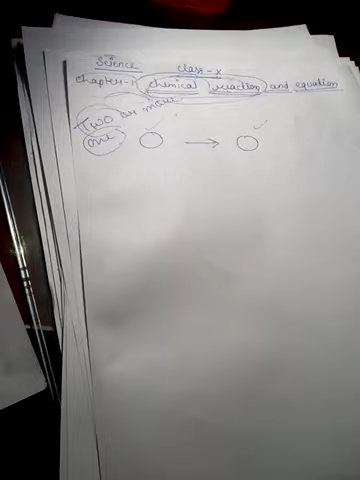 Science
class-x
chapter-1 chemical reaction and equation
Two or more
one →